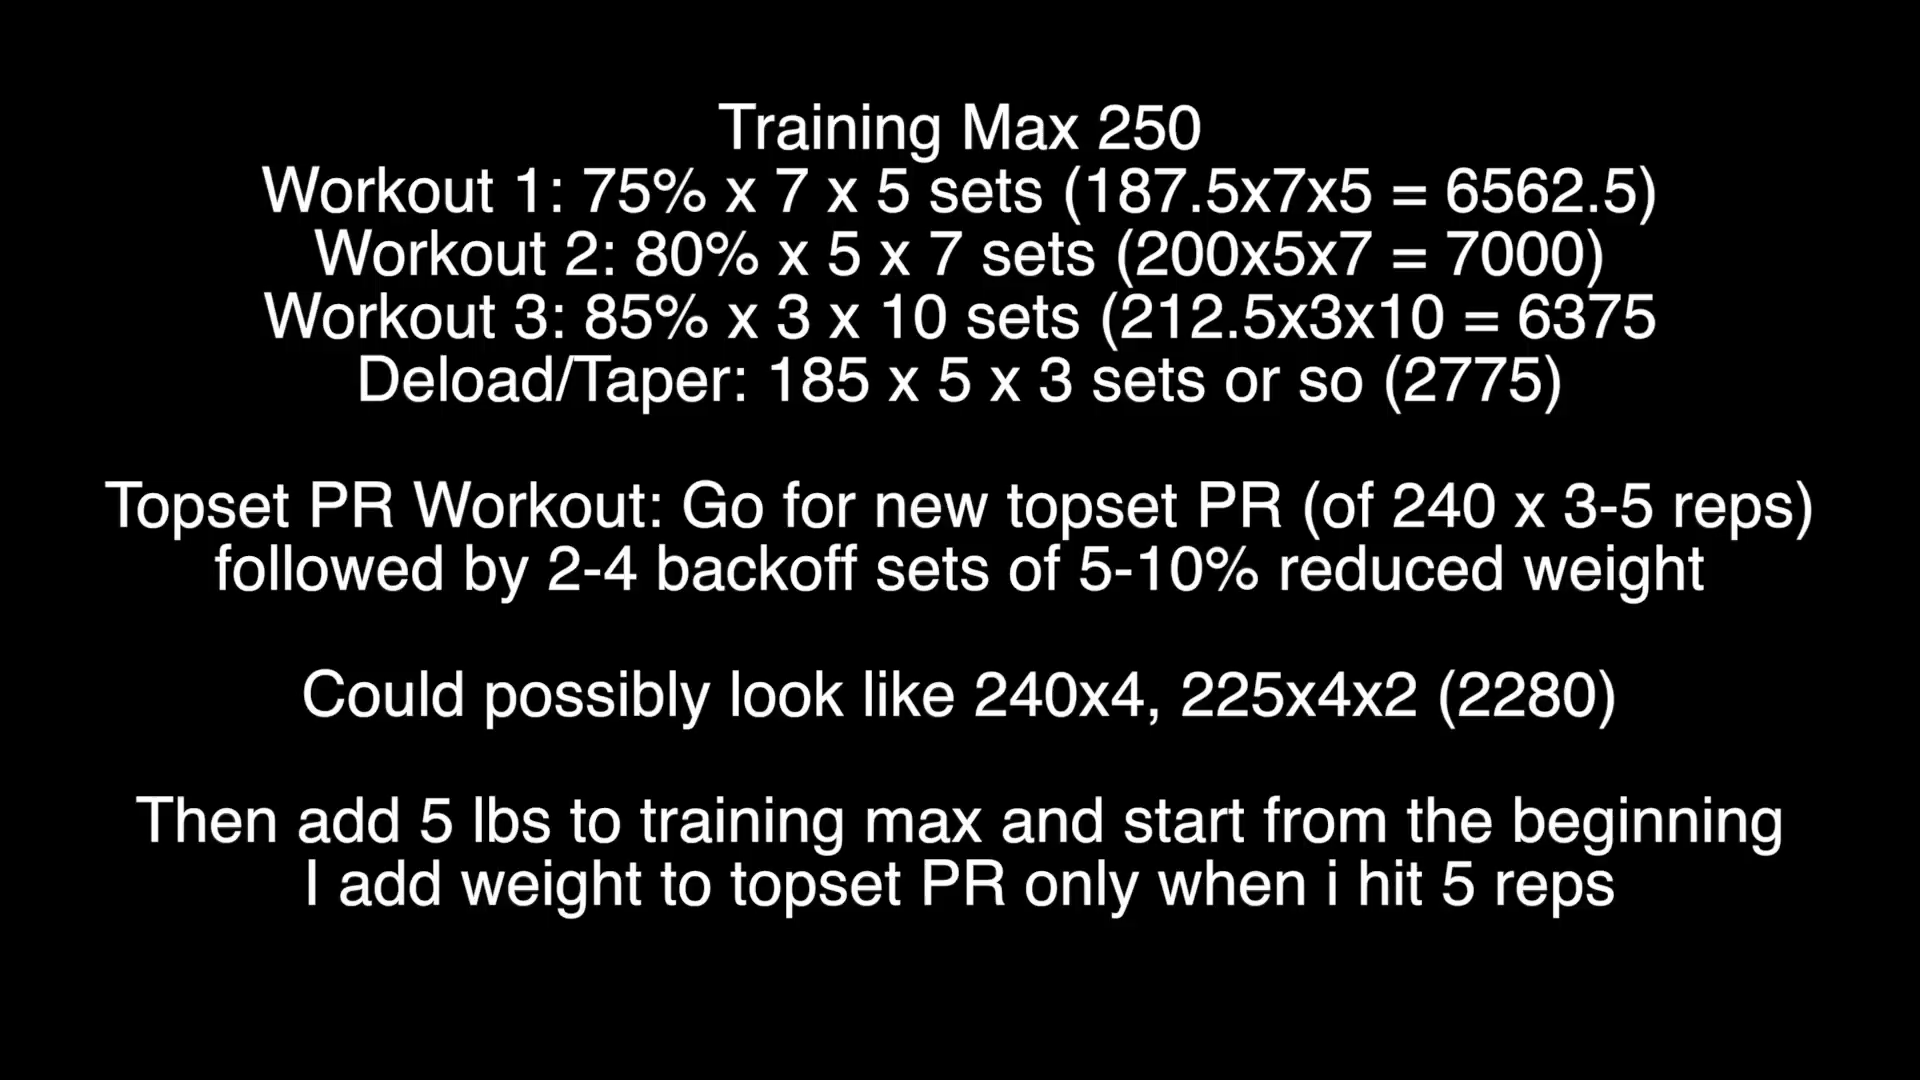 Training Max 250
Workout 1: 75% x 7 x 5 sets (187.5x7x5 = 6562.5)
Workout 2: 80% x 5 x 7 sets (200x5x7 = 7000)
Workout 3: 85% x 3 x 10 sets (212.5x3x10 = 6375
Deload/Taper: 185 x 5 x 3 sets or so (2775)
Topset PR Workout: Go for new topset PR (of 240 x 3-5 reps)
followed by 2-4 backoff sets of 5-10% reduced weight
Could possibly look like 240x4, 225x4x2 (2280)
Then add 5 lbs to training max and start from the beginning
I add weight to topset PR only when i hit 5 reps